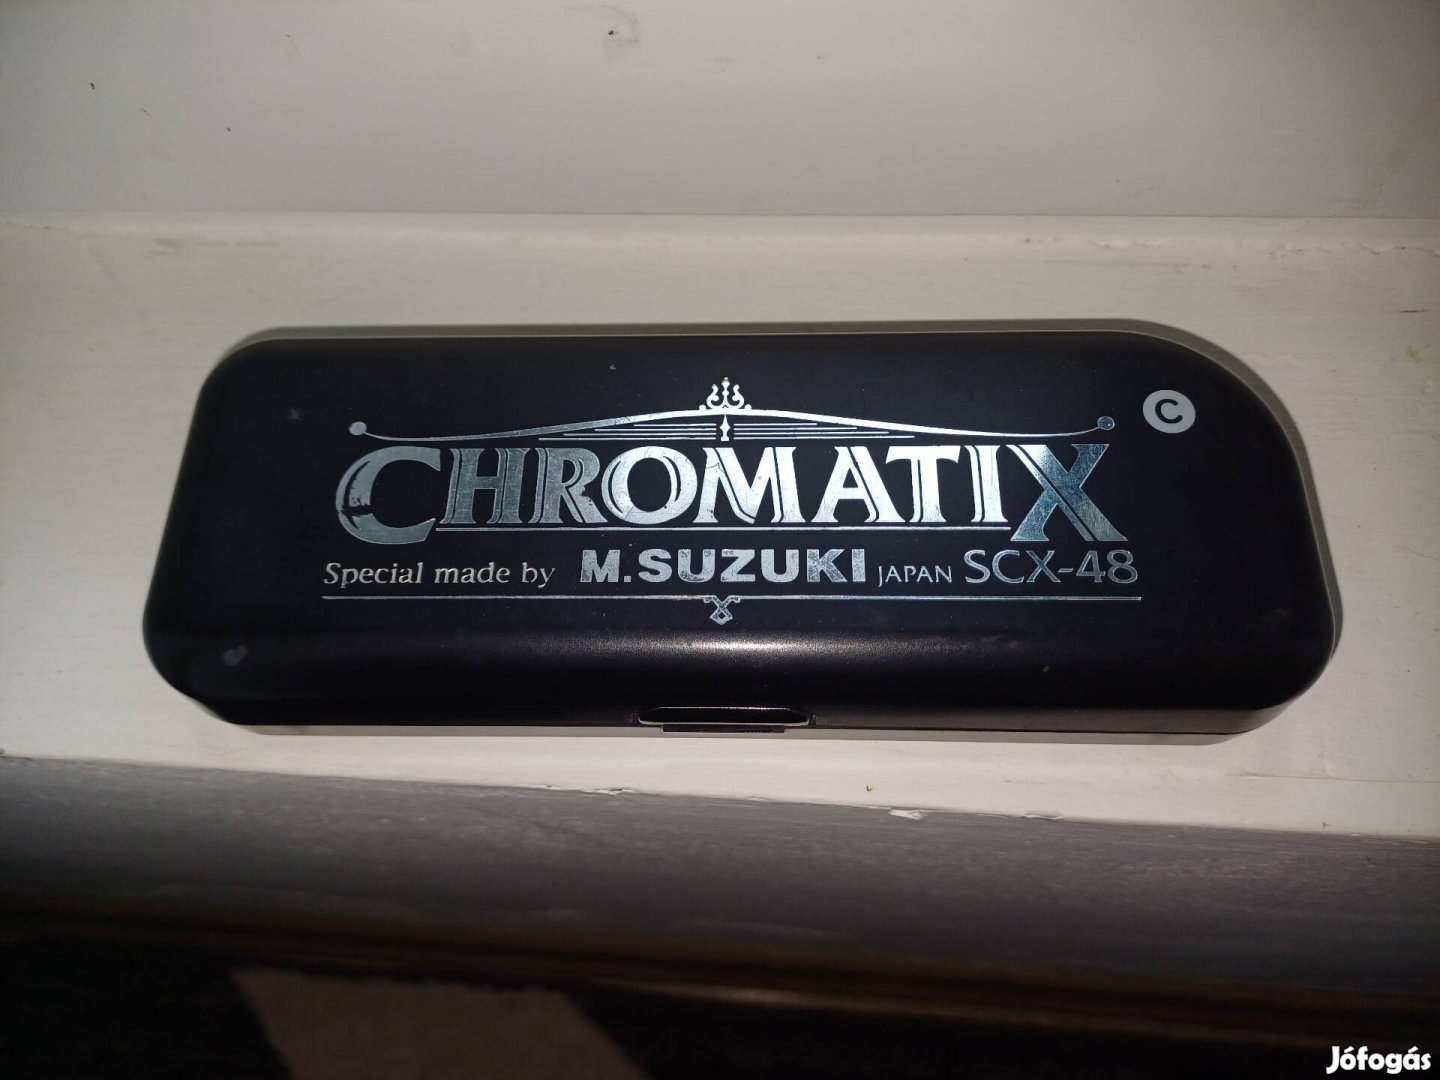 C
CHROMATIX
Special made by M.SUZUKI JAPAN SCX-48
Jófogás